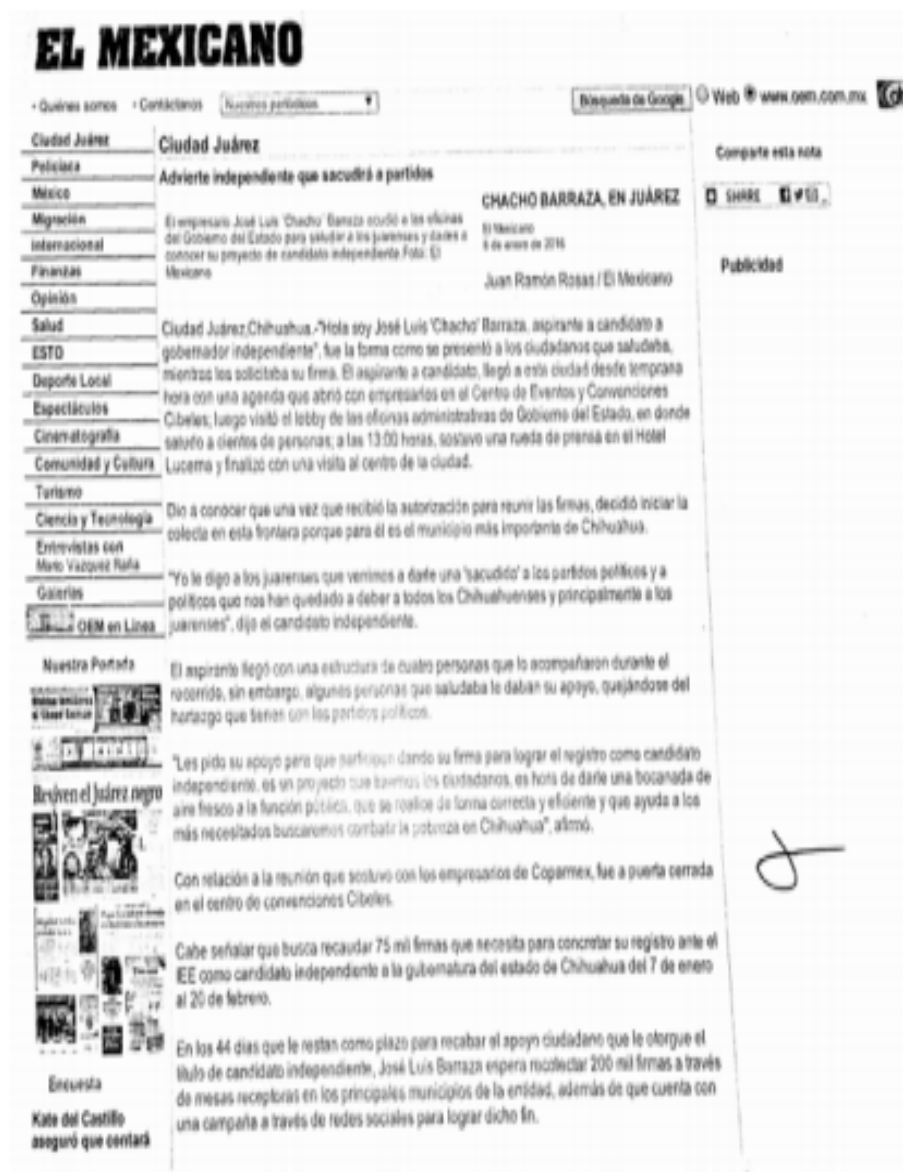 EL MEXICANO
• Quiénes somos • Contáctanos Nuestros periódicos Búsqueda de Google Web www.oem.com.mx
Ciudad Juárez
Policiaca
México
Migración
Internacional
Finanzas
Opinión
Salud
ESTO
Deporte Local
Espectáculos
Cinematografía
Comunidad y Cultura
Turismo
Ciencia y Tecnología
Entrevistas con
Mario Vázquez Raña
Galerías
OEM en Línea
Nuestra Portada
Reviven el Juárez negro
Encuesta
Kate del Castillo
aseguró que contará
Ciudad Juárez
Advierte independiente que sacudirá a partidos
El empresario José Luis 'Chacho' Barraza acudió a las oficinas
del Gobierno del Estado para saludar a los juarenses y darles a
conocer su proyecto de candidato independiente.Foto: El
Mexicano
CHACHO BARRAZA, EN JUÁREZ
El Mexicano
6 de enero de 2016
Juan Ramón Rosas / El Mexicano
Ciudad Juárez,Chihuahua.-"Hola soy José Luis 'Chacho' Barraza, aspirante a candidato a
gobernador independiente", fue la forma como se presentó a los ciudadanos que saludaba,
mientras les solicitaba su firma. El aspirante a candidato, llegó a esta ciudad desde temprana
hora con una agenda que abrió con empresarios en el Centro de Eventos y Convenciones
Cibeles; luego visitó el lobby de las oficinas administrativas de Gobierno del Estado, en donde
saludo a cientos de personas; a las 13:00 horas, sostuvo una rueda de prensa en el Hotel
Lucerna y finalizó con una visita al centro de la ciudad.
Dio a conocer que una vez que recibió la autorización para reunir las firmas, decidió iniciar la
colecta en esta frontera porque para él es el municipio más importante de Chihuahua.
"Yo le digo a los juarenses que venimos a darle una 'sacudida' a los partidos políticos y a
políticos que nos han quedado a deber a todos los Chihuahuenses y principalmente a los
juarenses", dijo el candidato independiente.
El aspirante llegó con una estructura de cuatro personas que lo acompañaron durante el
recorrido, sin embargo, algunas personas que saludaba le daban su apoyo, quejándose del
hartazgo que tienen con los partidos políticos.
"Les pido su apoyo para que participen dando su firma para lograr el registro como candidato
independiente, es un proyecto que traemos los ciudadanos, es hora de darle una bocanada de
aire fresco a la función pública, que se realice de forma correcta y eficiente y que ayuda a los
más necesitados buscaremos combatir la pobreza en Chihuahua", afirmó.
Con relación a la reunión que sostuvo con los empresarios de Coparmex, fue a puerta cerrada
en el centro de convenciones Cibeles.
Cabe señalar que busca recaudar 75 mil firmas que necesita para concretar su registro ante el
IEE como candidato independiente a la gubernatura del estado de Chihuahua del 7 de enero
al 20 de febrero.
En los 44 días que le restan como plazo para recabar el apoyo ciudadano que le otorgue el
título de candidato independiente, José Luis Barraza espera recolectar 200 mil firmas a través
de mesas receptoras en los principales municipios de la entidad, además de que cuenta con
una campaña a través de redes sociales para lograr dicho fin.
Comparte esta nota
SHARE
Publicidad